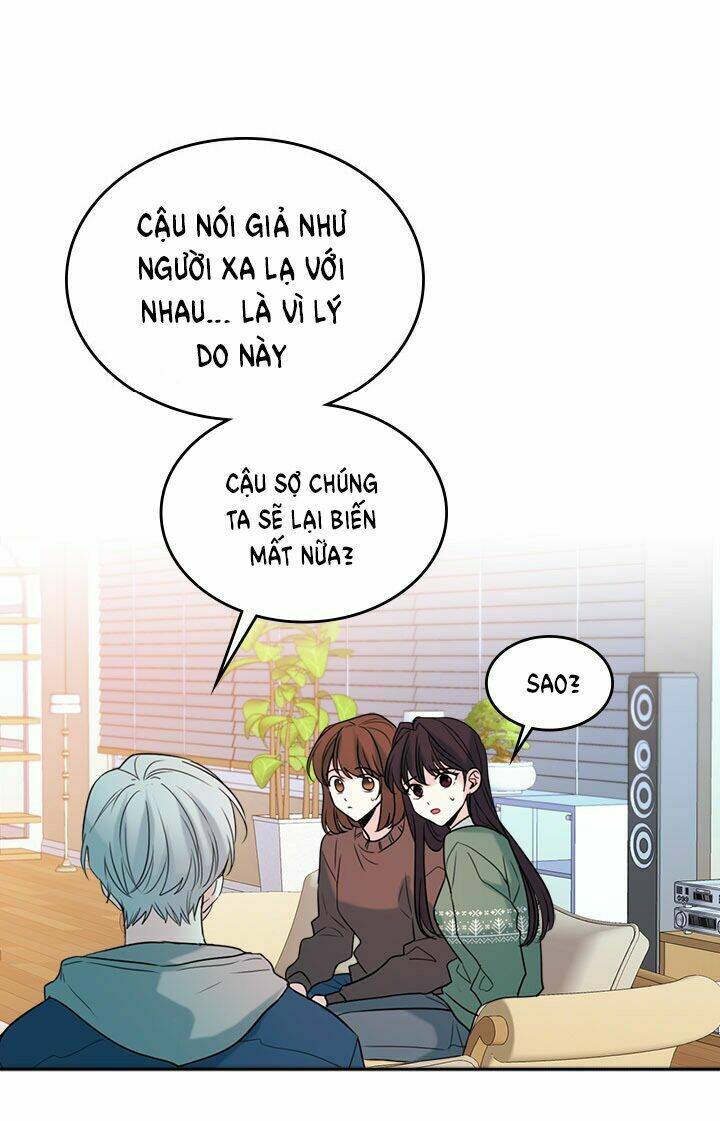 CẬU NÓI GIẢ NHƯ
NGƯỜI XA LẠ VỚI
NHAU... LÀ VÌ LÝ
DO NÀY
CẬU SỢ CHÚNG
TA SẼ LẠI BIẾN
MẤT NỮA?
SAO?